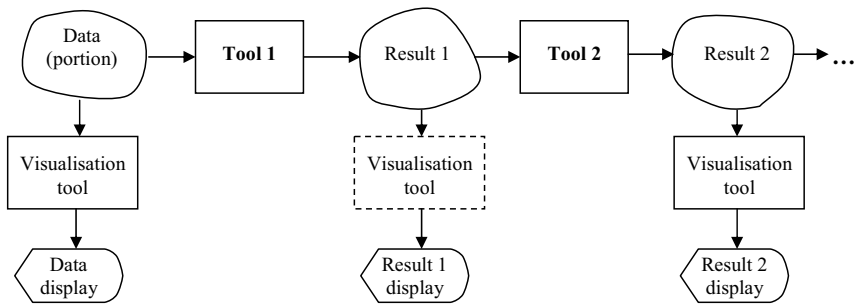 Data
(portion)
Tool 1
Result 1
Tool 2
Result 2
...
Visualisation
tool
Visualisation
tool
Visualisation
tool
Data
display
Result 1
display
Result 2
display